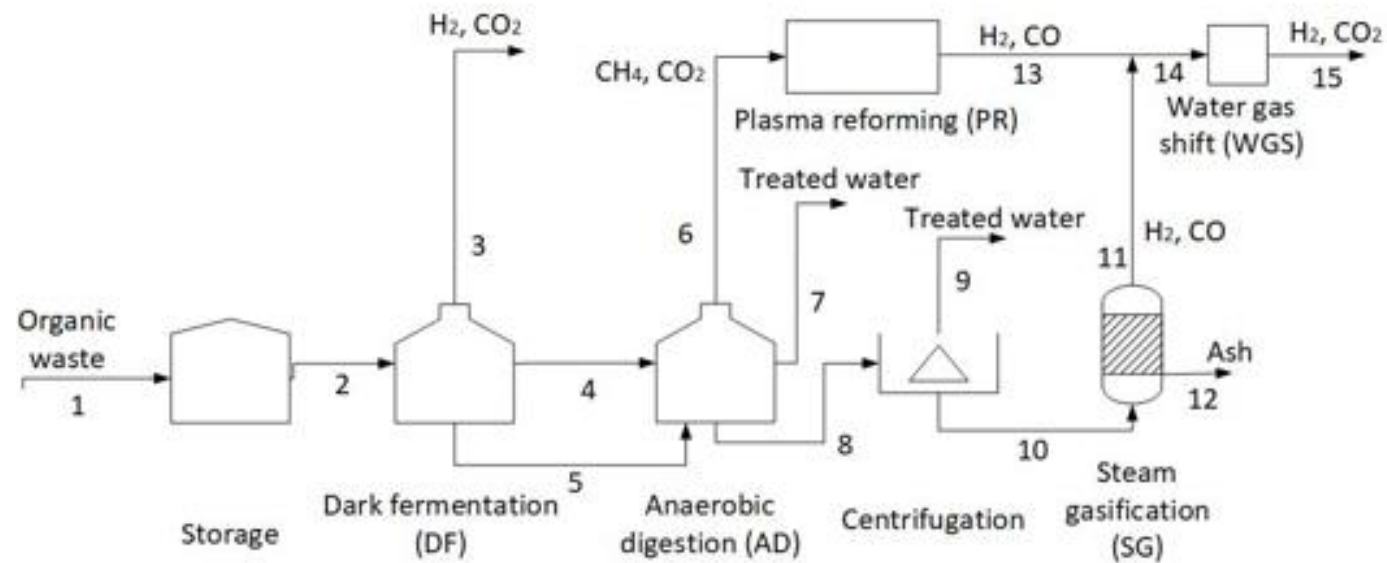 H₂, CO₂
CH₄, CO₂
H₂, CO
13
14
H₂, CO₂
15
Plasma reforming (PR)
Water gas
shift (WGS)
Treated water
Treated water
3
6
7
9
H₂, CO
11
Organic
waste
1
2
4
8
5
10
Ash
12
Storage
Dark fermentation
(DF)
Anaerobic
digestion (AD)
Centrifugation
Steam
gasification
(SG)